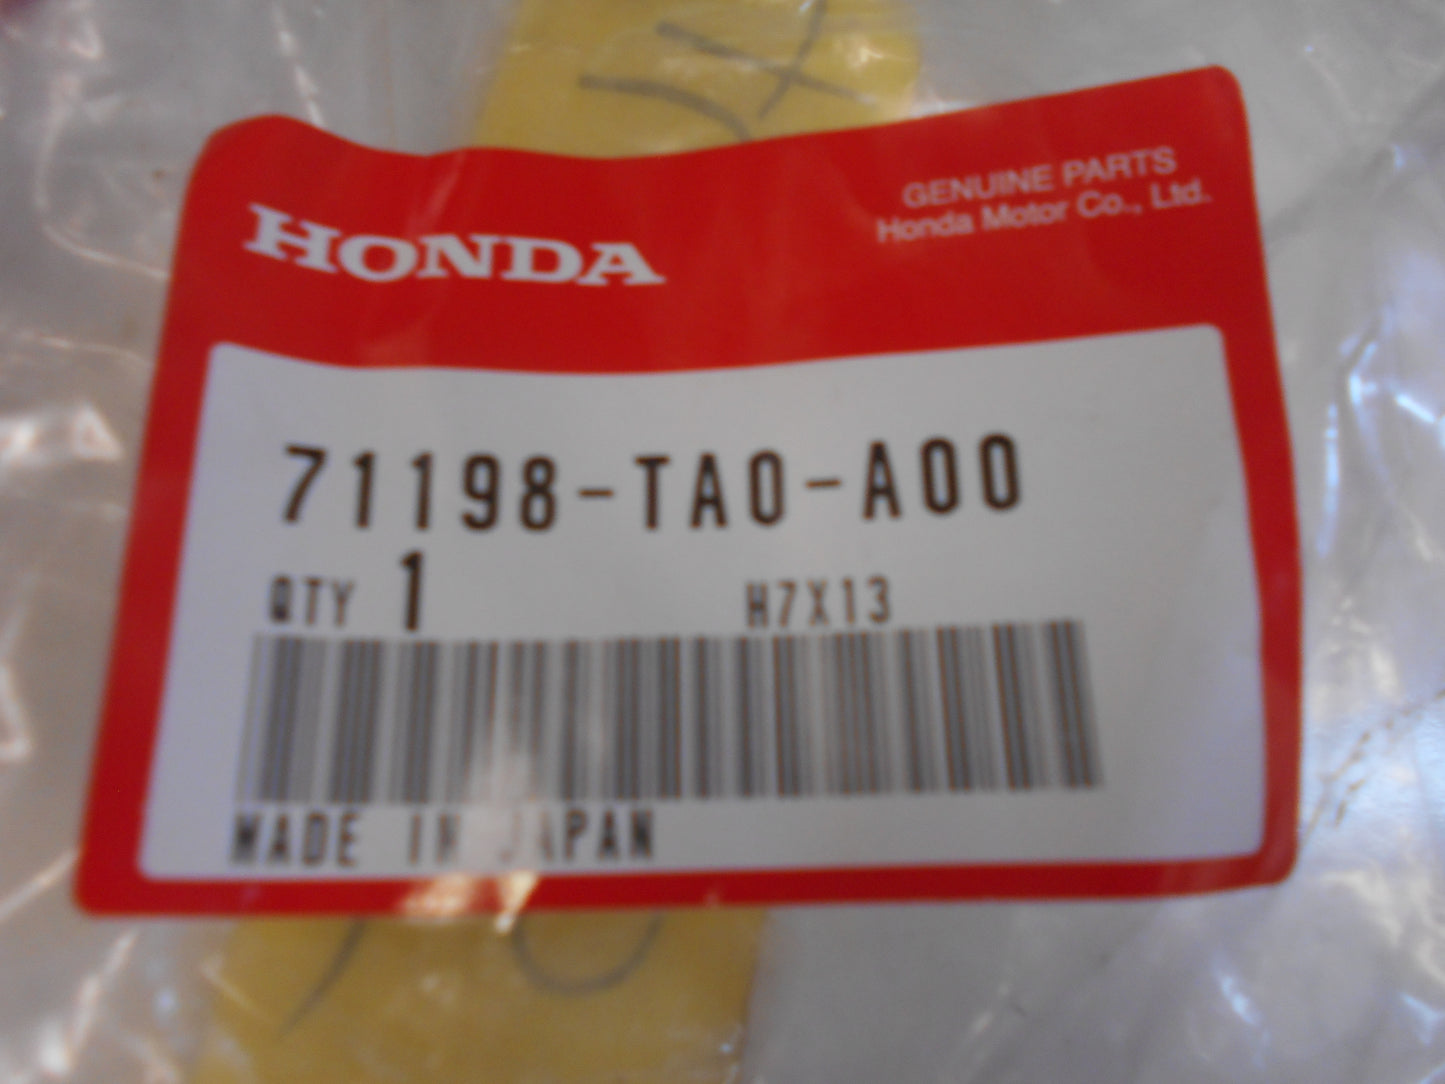 HONDA
GENUINE PARTS
Honda Motor Co., Ltd.
71198-TA0-A00
QTY 1 H7X13
MADE IN JAPAN